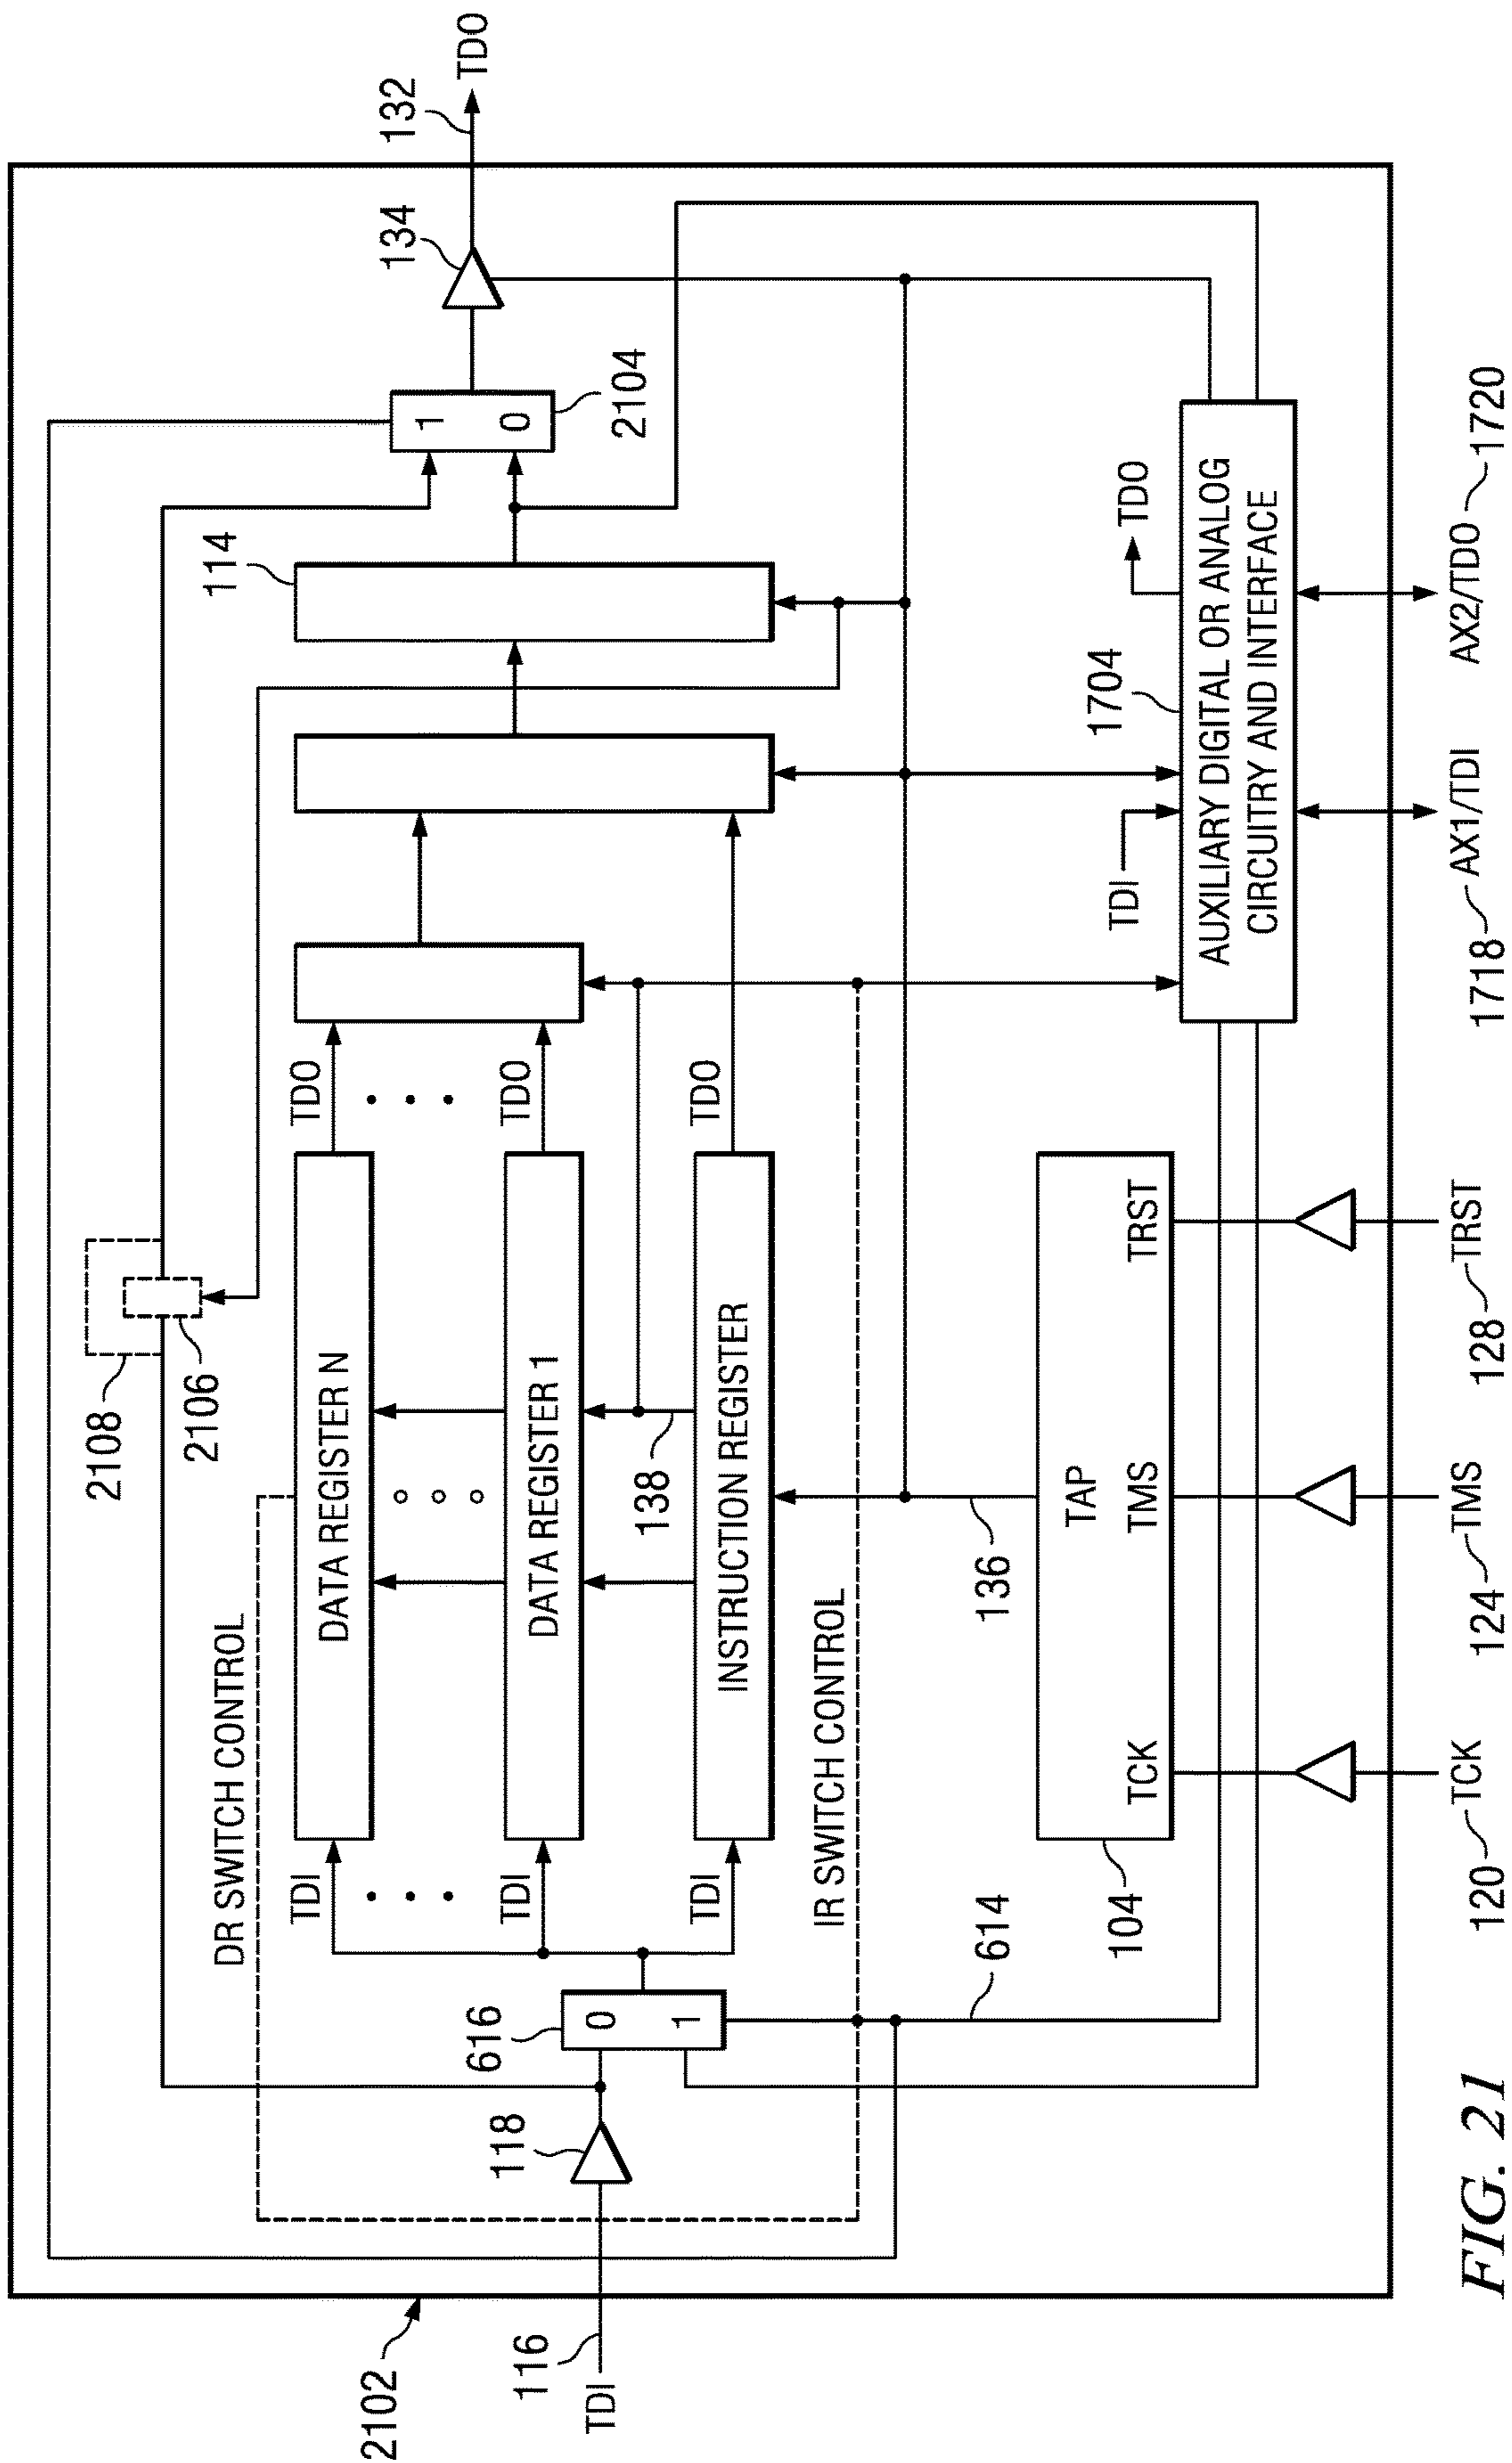 2102
116
TDI
118
616
0
1
614
DR SWITCH CONTROL
IR SWITCH CONTROL
TDI
TDI
TDI
DATA REGISTER N
DATA REGISTER 1
INSTRUCTION REGISTER
138
136
TDO
TDO
TDO
2108
2106
114
1
0
2104
134
132
TDO
104
TAP
TCK
TMS
TRST
TDI
1704
TDO
AUXILIARY DIGITAL OR ANALOG
CIRCUITRY AND INTERFACE
120 TCK
124 TMS
128 TRST
1718 AX1/TDI
AX2/TDO 1720
FIG. 21